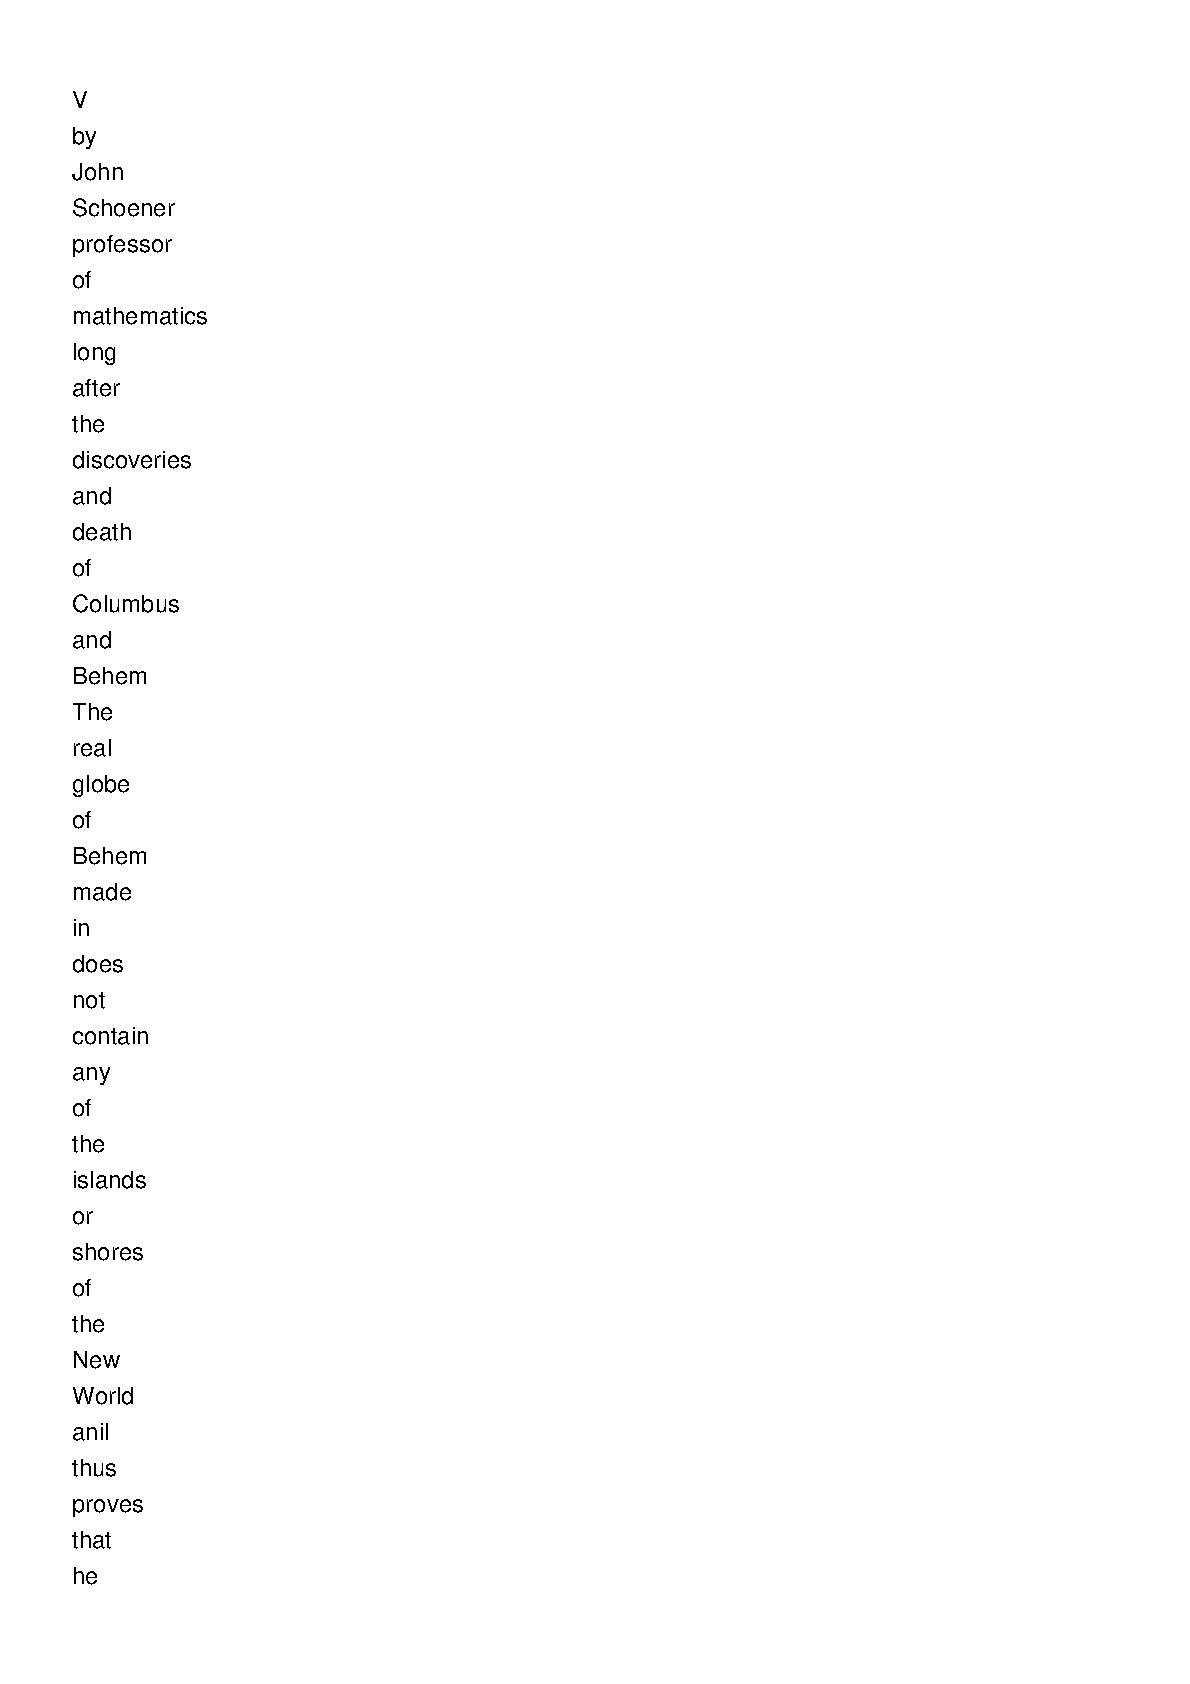 V
by
John
Schoener
professor
of
mathematics
long
after
the
discoveries
and
death
of
Columbus
and
Behem
The
real
globe
of
Behem
made
in
does
not
contain
any
of
the
islands
or
shores
of
the
New
World
anil
thus
proves
that
he